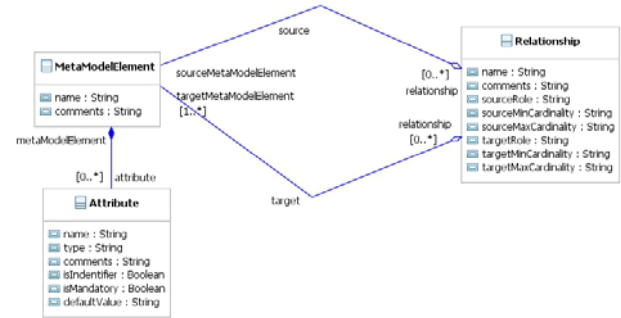 source
Relationship
MetaModelElement
sourceMetaModelElement
[0..*]
relationship
name : String
comments : String
targetMetaModelElement
[1..*]
metaModelElement
relationship
[0..*]
name : String
comments : String
sourceRole : String
sourceMinCardinality : String
sourceMaxCardinality : String
targetRole : String
targetMinCardinality : String
targetMaxCardinality : String
[0..*]
attribute
target
Attribute
name : String
type : String
comments : String
isIndentifier : Boolean
isMandatory : Boolean
defaultValue : String